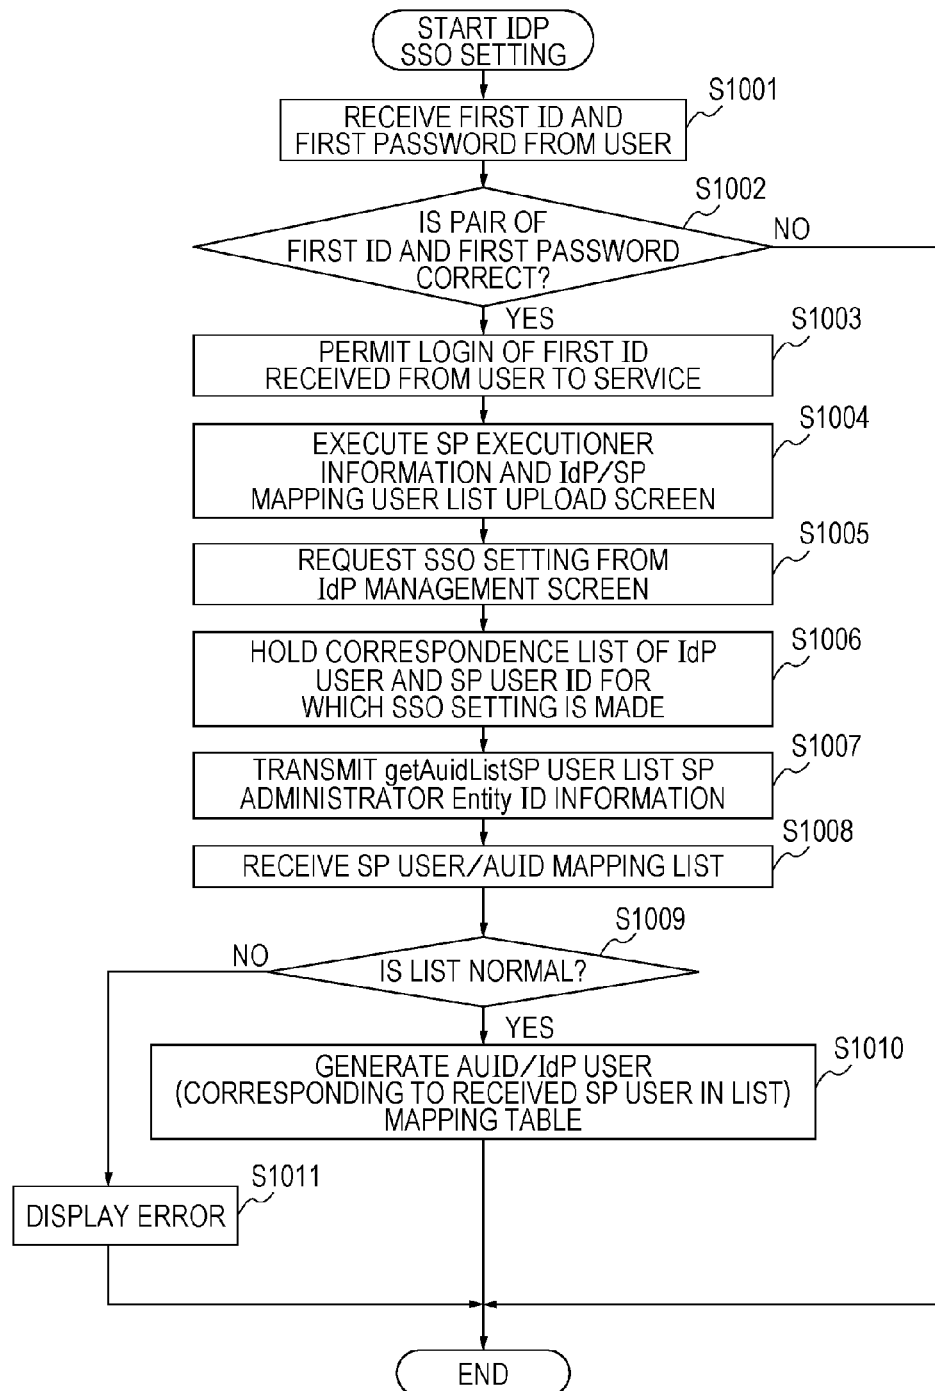 START IDP
SSO SETTING
S1001
RECEIVE FIRST ID AND
FIRST PASSWORD FROM USER
S1002
IS PAIR OF
FIRST ID AND FIRST PASSWORD
CORRECT?
NO
YES
S1003
PERMIT LOGIN OF FIRST ID
RECEIVED FROM USER TO SERVICE
S1004
EXECUTE SP EXECUTIONER
INFORMATION AND IdP/SP
MAPPING USER LIST UPLOAD SCREEN
S1005
REQUEST SSO SETTING FROM
IdP MANAGEMENT SCREEN
S1006
HOLD CORRESPONDENCE LIST OF IdP
USER AND SP USER ID FOR
WHICH SSO SETTING IS MADE
S1007
TRANSMIT getAuidListSP USER LIST SP
ADMINISTRATOR Entity ID INFORMATION
S1008
RECEIVE SP USER/AUID MAPPING LIST
S1009
NO
IS LIST NORMAL?
YES
S1010
GENERATE AUID/IdP USER
(CORRESPONDING TO RECEIVED SP USER IN LIST)
MAPPING TABLE
S1011
DISPLAY ERROR
END